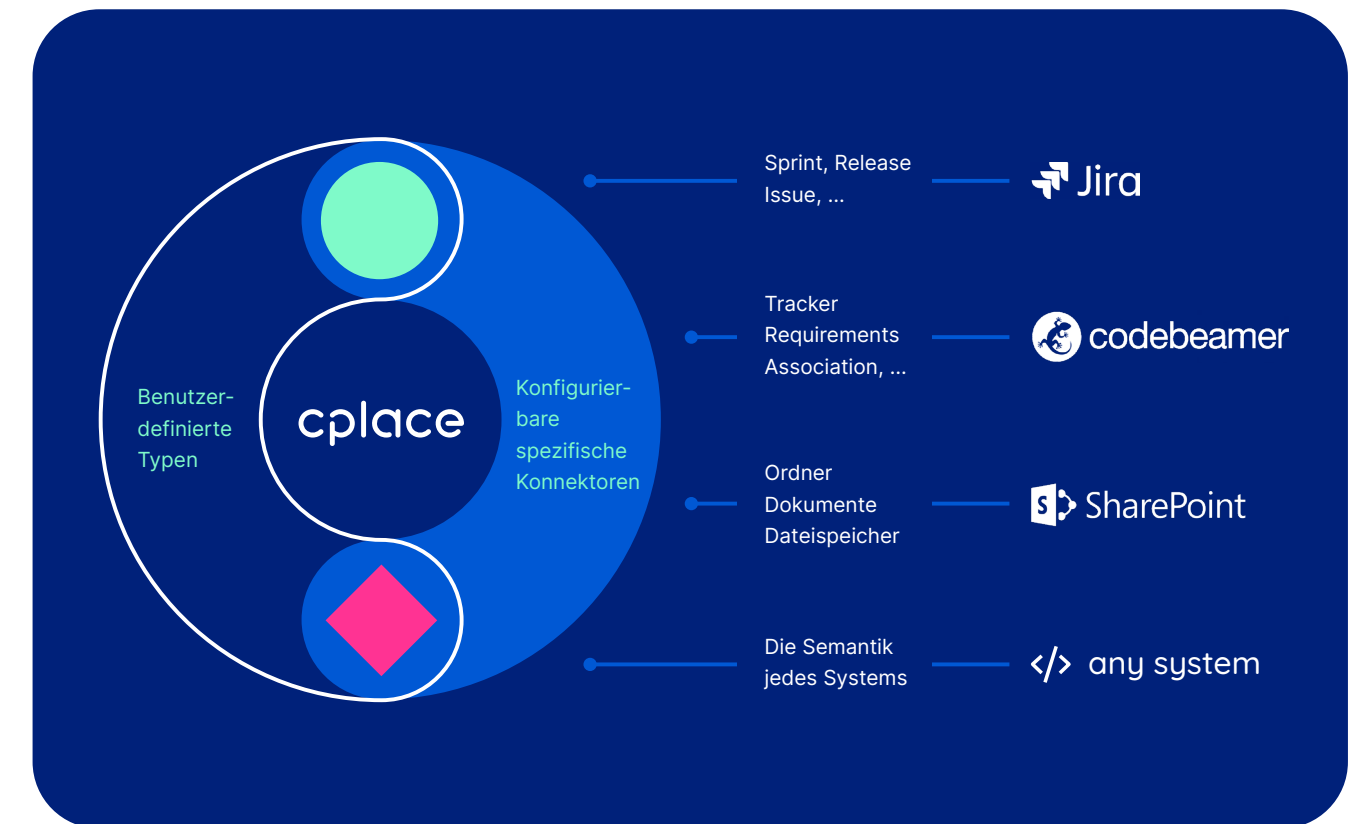 Benutzer-
definierte
Typen
cplace
Konfigurier-
bare
spezifische
Konnektoren
Sprint, Release
Issue, ...
Jira
Tracker
Requirements
Association, ...
codebeamer
Ordner
Dokumente
Dateispeicher
S SharePoint
Die Semantik
jedes Systems
</> any system